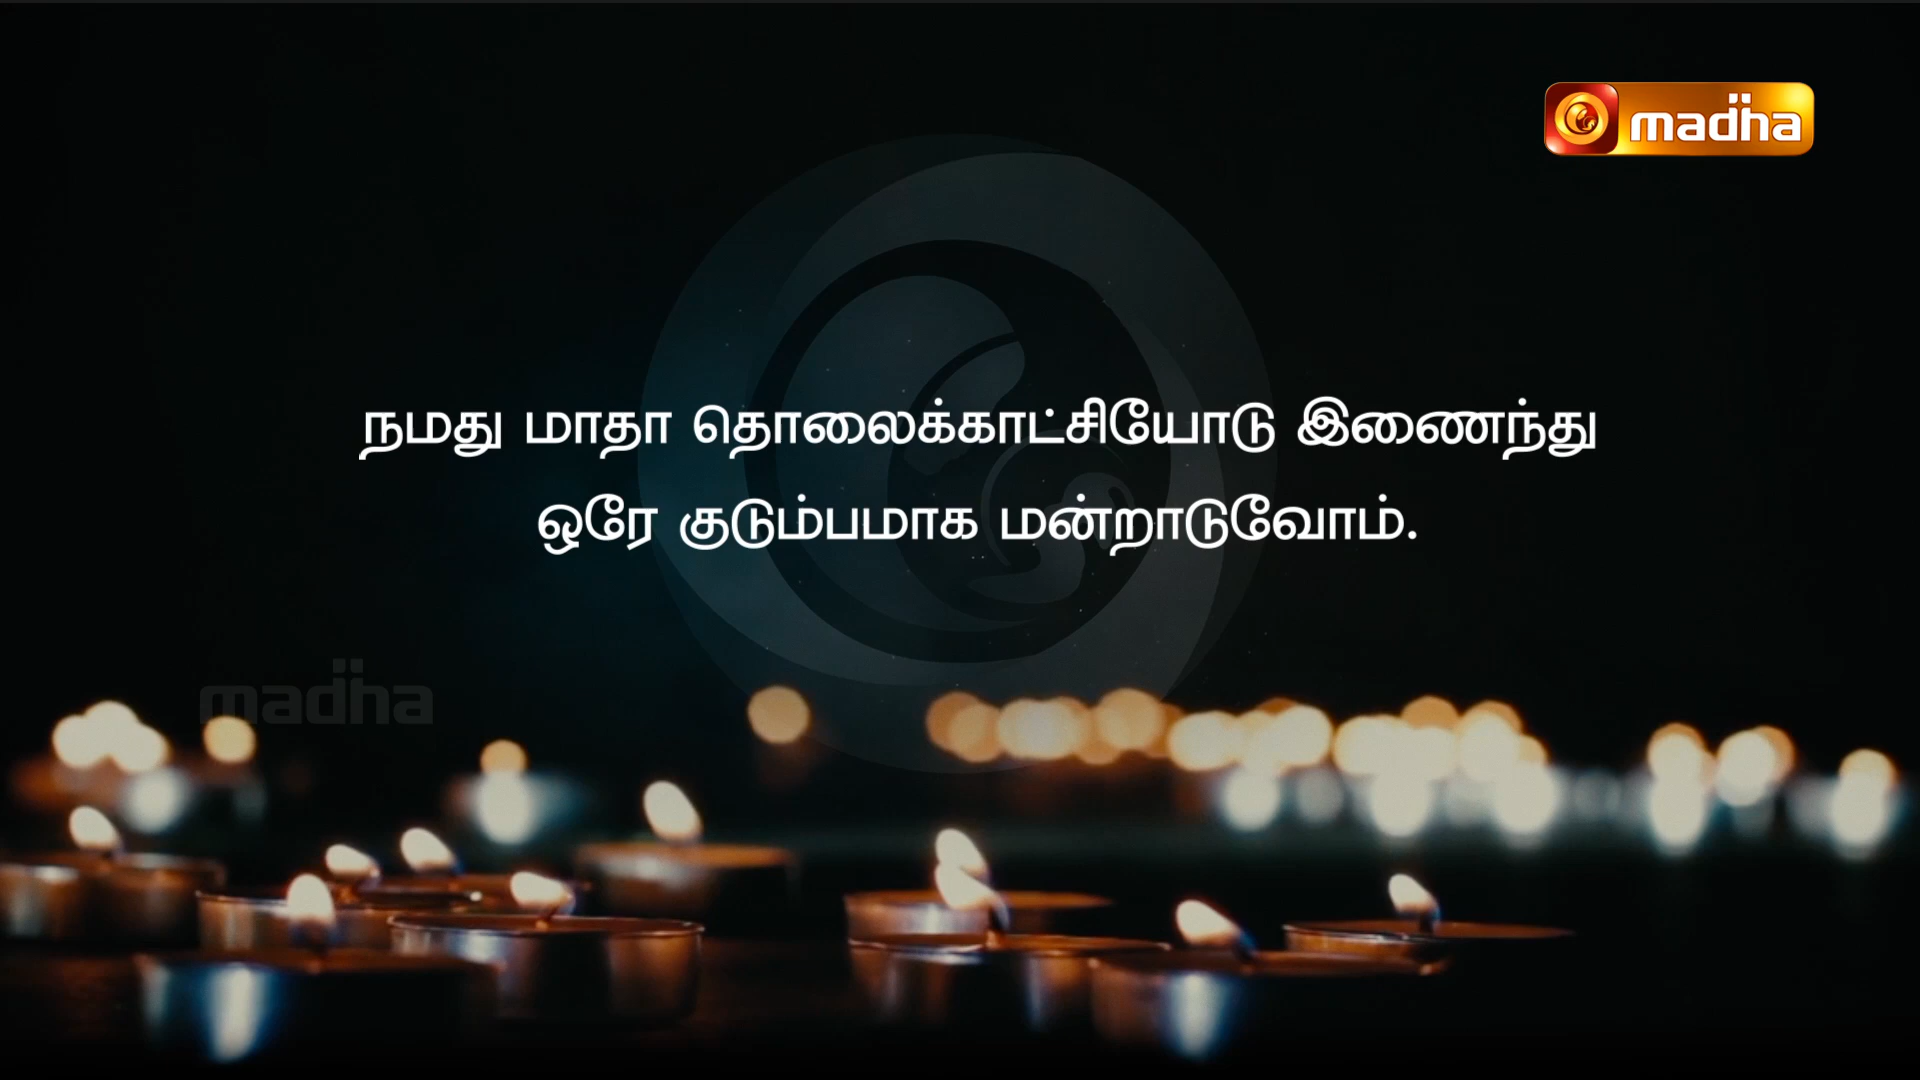 madha
நமது மாதா தொலைக்காட்சியோடு இணைந்து
ஒரே குடும்பமாக மன்றாடுவோம்.
madha